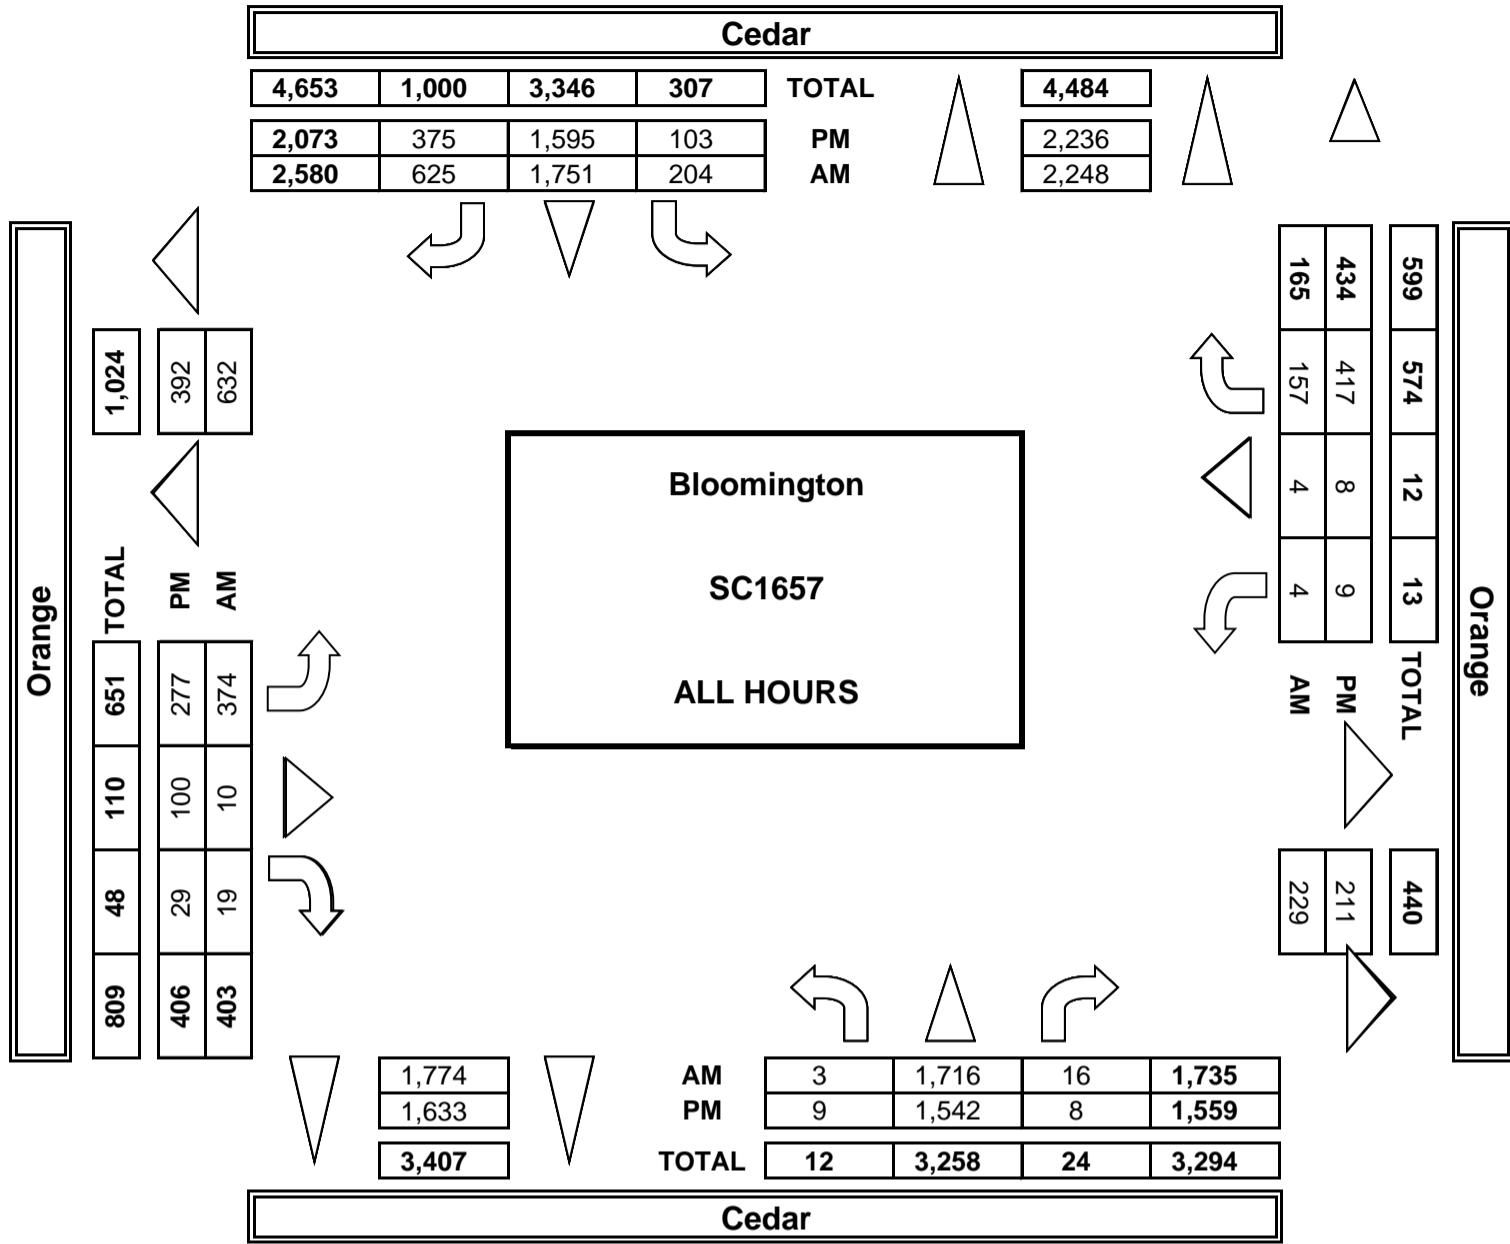 Cedar
4,653 1,000 3,346 307 TOTAL 4,484
2,073 375 1,595 103 PM 2,236
2,580 625 1,751 204 AM 2,248
Orange
1,024
392
632
TOTAL
PM
AM
651 110 48 809
277 100 29 406
374 10 19 403
Bloomington
SC1657
ALL HOURS
599 574 12 13 TOTAL 440
434 417 8 9 PM 211
165 157 4 4 AM 229
Orange
1,774 AM 3 1,716 16 1,735
1,633 PM 9 1,542 8 1,559
3,407 TOTAL 12 3,258 24 3,294
Cedar